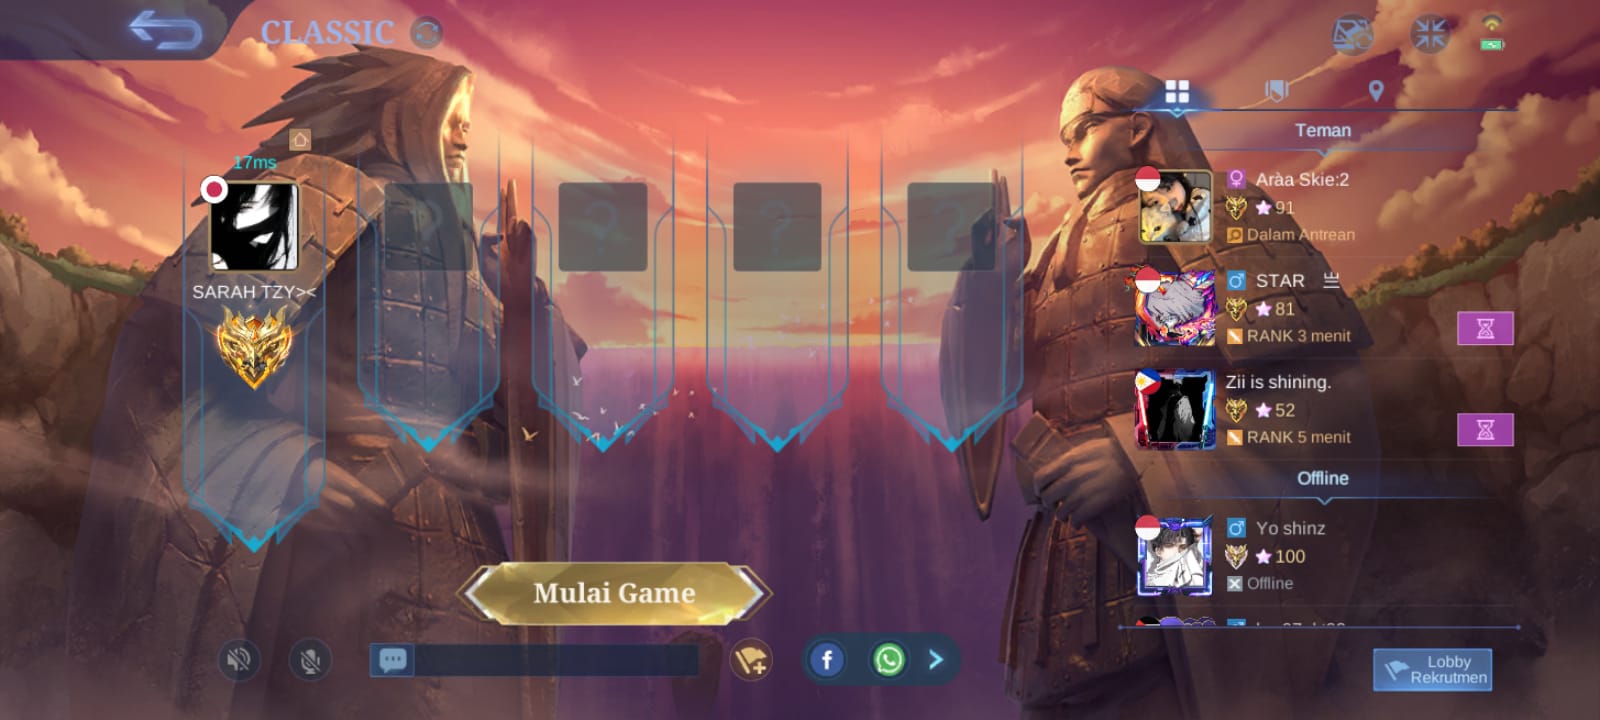 CLASSIC
17ms
SARAH TZY><
?
?
?
?
Mulai Game
Teman
Aràa Skie:2
91
Dalam Antrean
STAR
81
RANK 3 menit
Zii is shining.
52
RANK 5 menit
Offline
Yo shinz
100
Offline
Lobby
Rekrutmen